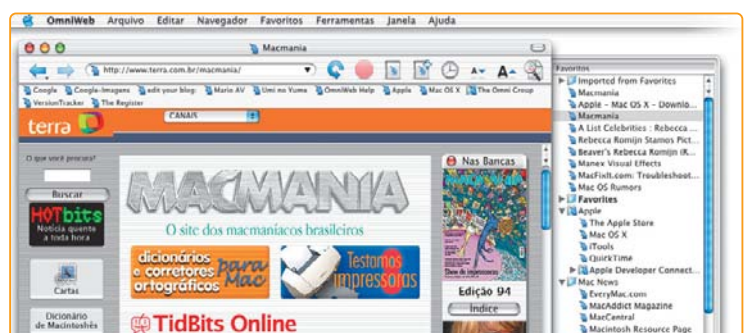 OmniWeb Arquivo Editar Navegador Favoritos Ferramentas Janela Ajuda
Macmania
http://www.terra.com.br/macmania/
Google Google-Imagens edit your blog: Mario AV Umi no Yume OmniWeb Help Apple Mac OS X The Omni Group
VersionTracker The Register
terra
CANAIS
O que você procura?
Buscar
HOTbits
Notícia quente
a toda hora
Cartas
Dicionário
de Macintoshês
MACMANIA
O site dos macmaníacos brasileiros
dicionários
e corretores
ortográficos
para
Mac
Testamos
impressoras
TidBits Online
Nas Bancas
Edição 94
Índice
Favoritos
Imported from Favorites
Macmania
Apple - Mac OS X - Downlo...
Macmania
A List Celebrities : Rebecca ...
Rebecca Romijn Stamos Pict...
Beaver's Rebecca Romijn (R...
Manex Visual Effects
MacFixIt.com: Troubleshoot...
Mac OS Rumors
Favorites
Apple
The Apple Store
Mac OS X
iTools
QuickTime
Apple Developer Connect...
Mac News
EveryMac.com
MacAddict Magazine
MacCentral
Macintosh Resource Page